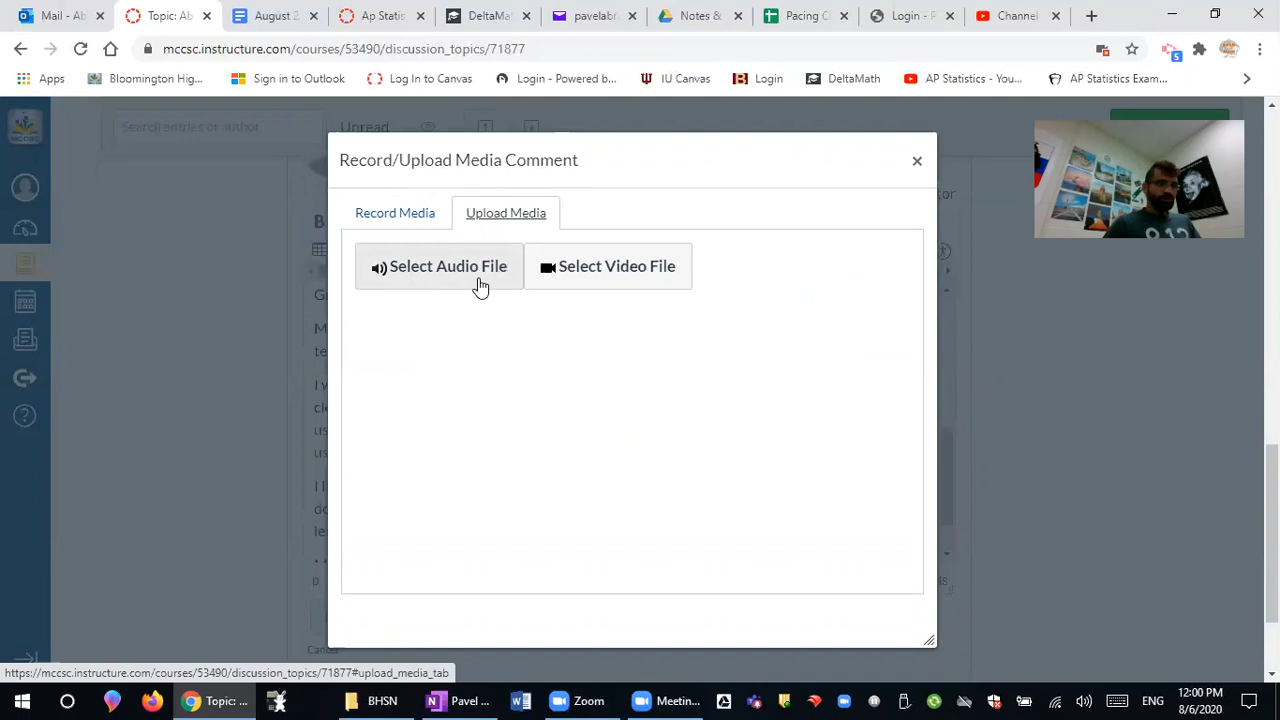 Mail - Ab
Topic: Ab
August 2
Ap Statis
DeltaMat
pavelabr
Notes &
Pacing C
Login - P
Channel
mccsc.instructure.com/courses/53490/discussion_topics/71877
5
Apps
Bloomington Hig...
Sign in to Outlook
Log In to Canvas
Login - Powered b...
IU Canvas
Login
DeltaMath
AP Statistics - You...
AP Statistics Exam...
Search entries or author
Unread
Record/Upload Media Comment
Record Media
Upload Media
Select Audio File
Select Video File
Cancel
https://mccsc.instructure.com/courses/53490/discussion_topics/71877#upload_media_tab
Topic: ...
BHSN
Pavel ...
Zoom
Meetin...
ENG
12:00 PM
8/6/2020